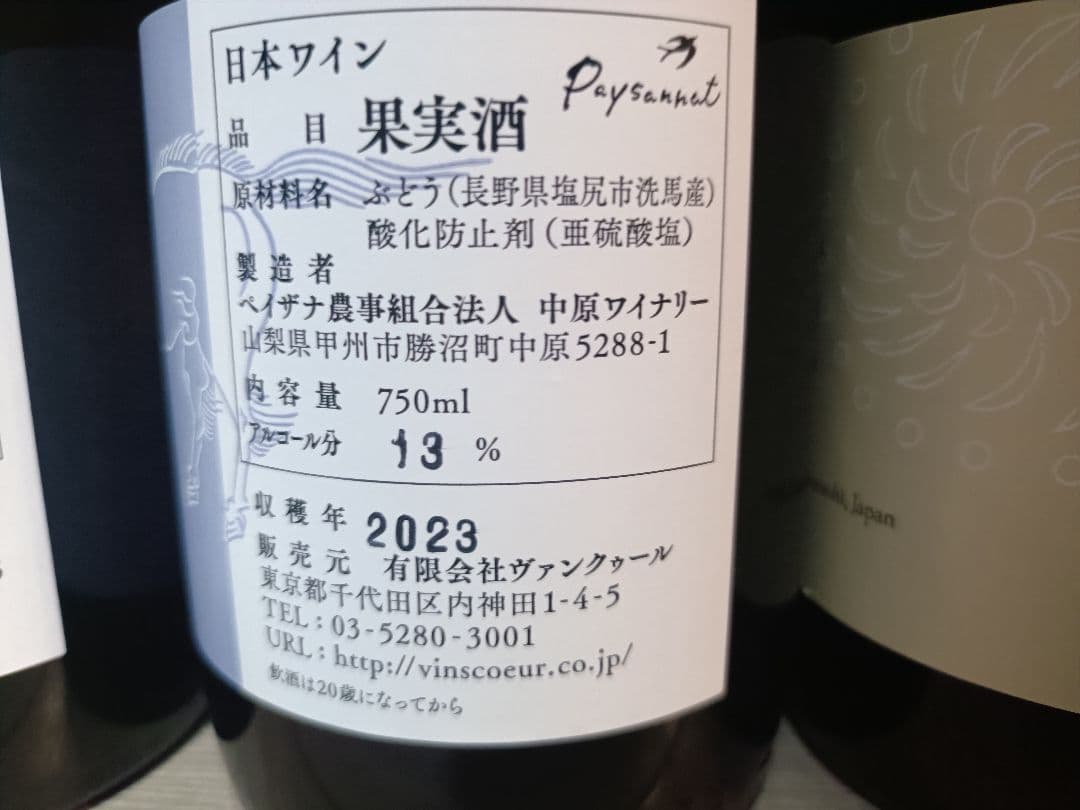 日本ワイン
Paysannat
品目 果実酒
原材料名 ぶどう(長野県塩尻市洗馬産)
酸化防止剤(亜硫酸塩)
製造者
ペイザナ農事組合法人 中原ワイナリー
山梨県甲州市勝沼町中原5288-1
内容量 750ml
アルコール分 13 %
収穫年 2023
販売元 有限会社ヴァンクゥール
東京都千代田区内神田1-4-5
TEL:03-5280-3001
URL:http://vinscoeur.co.jp/
飲酒は20歳になってから
Japan